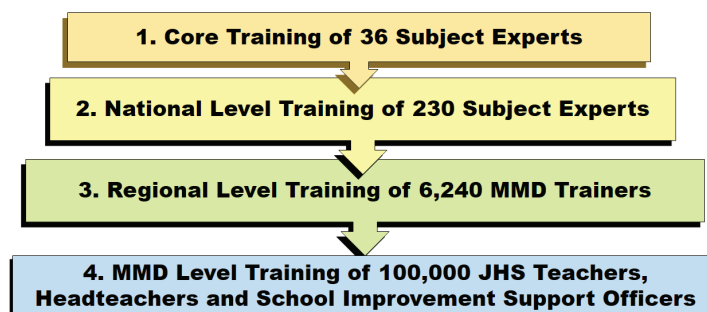 1. Core Training of 36 Subject Experts
2. National Level Training of 230 Subject Experts
3. Regional Level Training of 6,240 MMD Trainers
4. MMD Level Training of 100,000 JHS Teachers,
Headteachers and School Improvement Support Officers